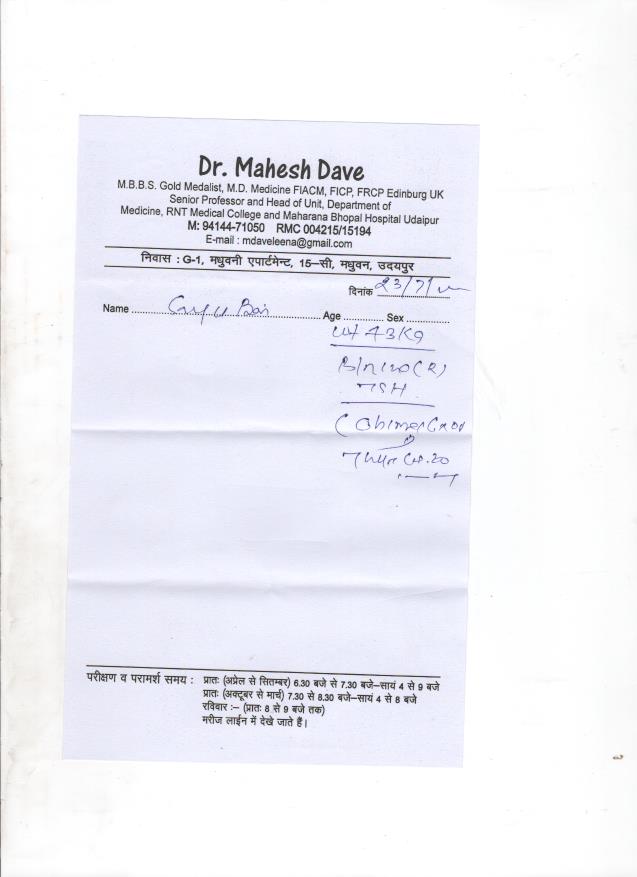 Dr. Mahesh Dave
M.B.B.S. Gold Medalist, M.D. Medicine FIACM, FICP, FRCP Edinburg UK
Senior Professor and Head of Unit, Department of
Medicine, RNT Medical College and Maharana Bhopal Hospital Udaipur
M: 94144-71050 RMC 004215/15194
E-mail : mdaveleena@gmail.com
निवास : G-1, मधुवनी एपार्टमेन्ट, 15–सी, मधुवन, उदयपुर
दिनांक 23/7/
Name ........ Bai ........ Age ............. Sex ..............
43 Kg
परीक्षण व परामर्श समय : प्रातः (अप्रेल से सितम्बर) 6.30 बजे से 7.30 बजे–सायं 4 से 9 बजे
प्रातः (अक्टूबर से मार्च) 7.30 से 8.30 बजे–सायं 4 से 8 बजे
रविवार :– (प्रातः 8 से 9 बजे तक)
मरीज लाईन में देखे जाते हैं।